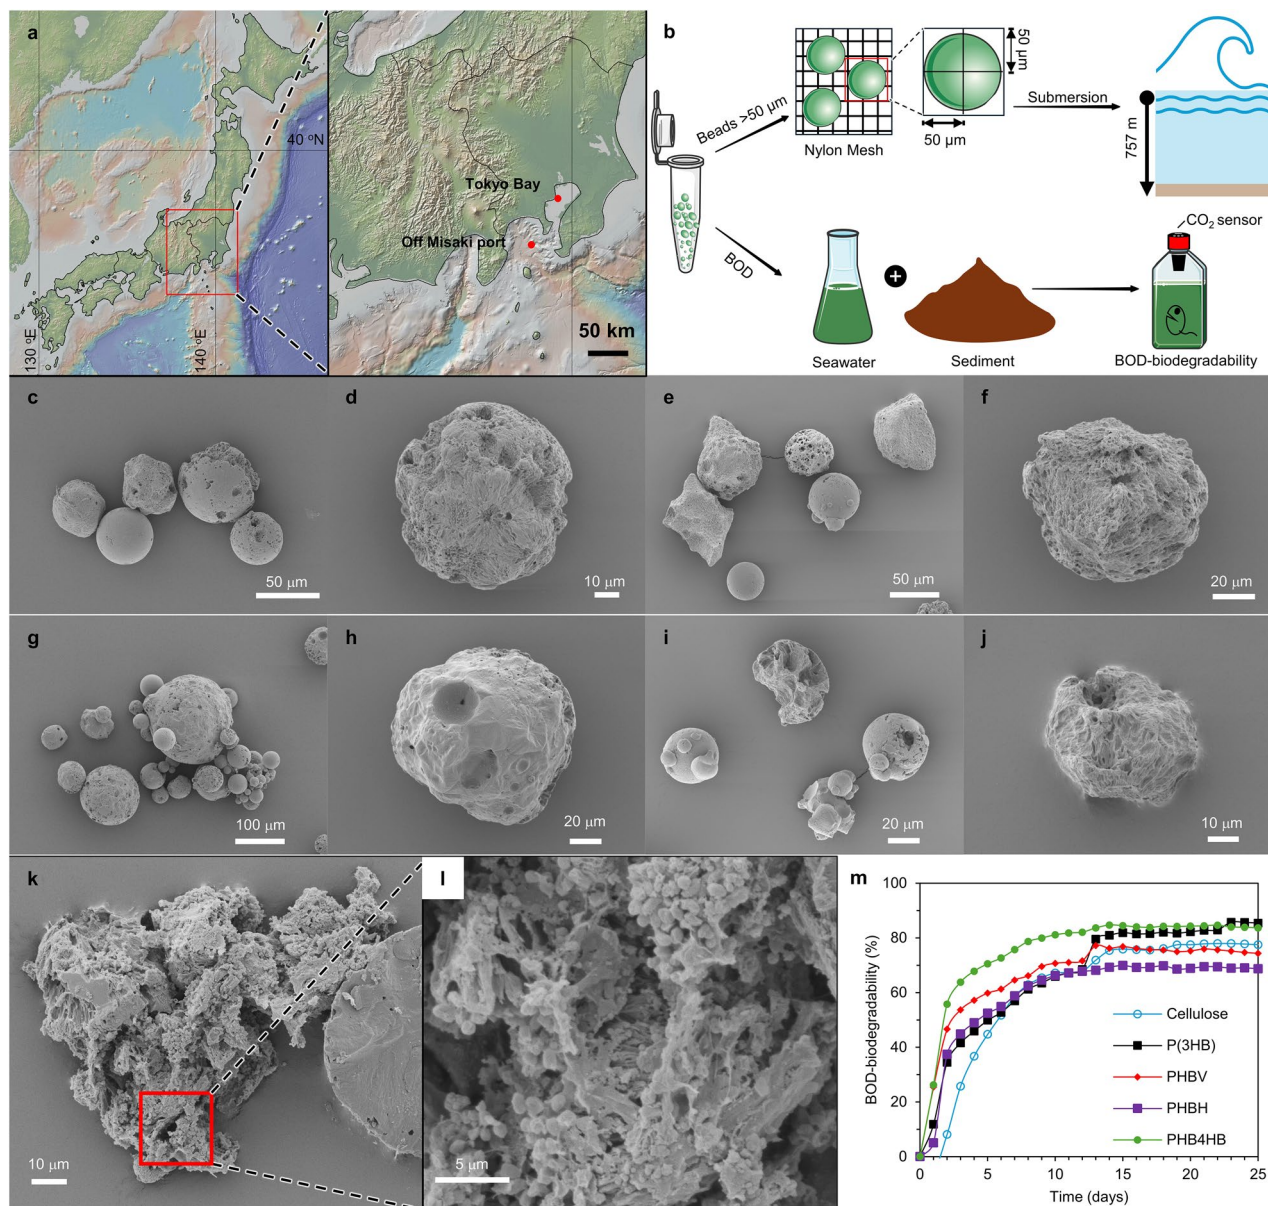 a
40 ºN
130 ºE
140 ºE
Tokyo Bay
Off Misaki port
50 km
b
Beads >50 µm
Nylon Mesh
50 µm
50 µm
Submersion
757 m
BOD
Seawater
+
Sediment
CO₂ sensor
BOD-biodegradability
c
50 µm
d
10 µm
e
50 µm
f
20 µm
g
100 µm
h
20 µm
i
20 µm
j
10 µm
k
10 µm
l
5 µm
m
BOD-biodegradability (%)
100
80
60
40
20
0
0
5
10
15
20
25
Time (days)
Cellulose
P(3HB)
PHBV
PHBH
PHB4HB